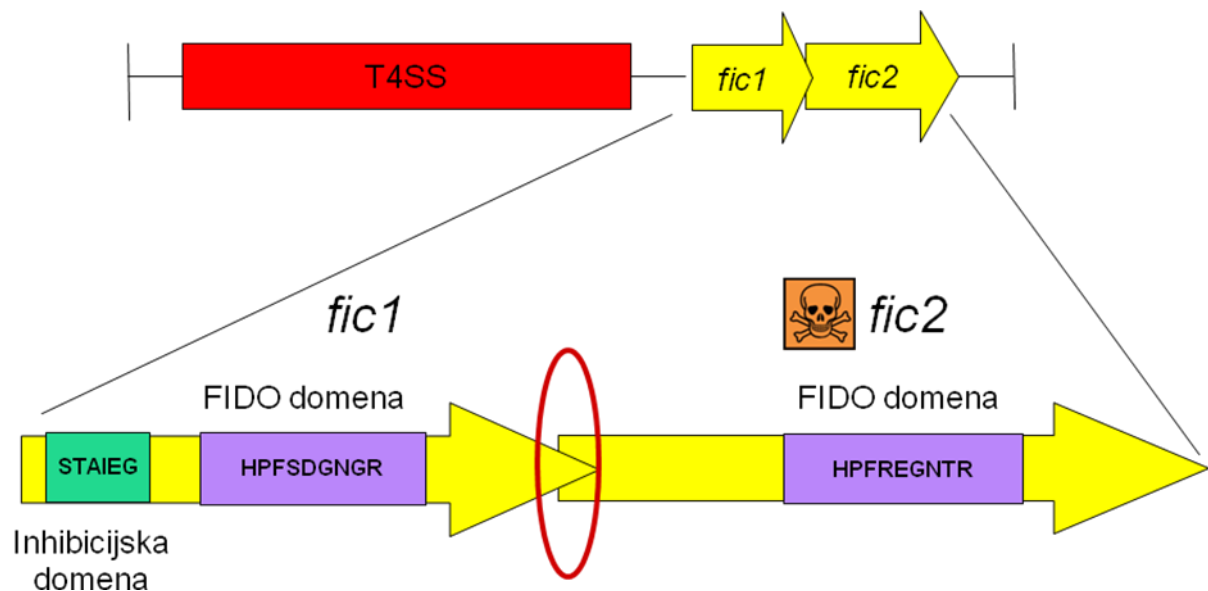 T4SS
fic1
fic2
fic1
fic2
FIDO domena
FIDO domena
STAIEG
HPFSDGNGR
HPFREGNTR
Inhibicijska
domena